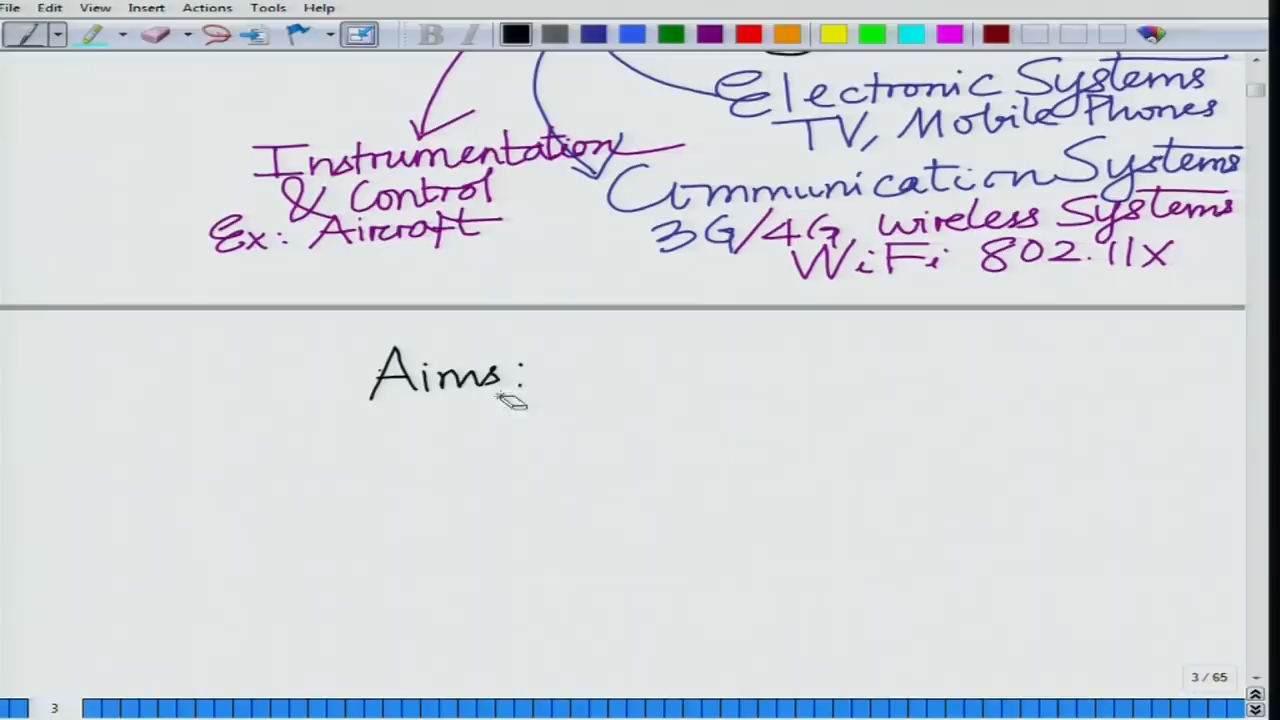 File Edit View Insert Actions Tools Help
B I
Electronic Systems
TV, Mobile Phones
Instrumentation
& Control
Ex: Aircraft
Communication Systems
3G/4G wireless Systems
WiFi 802.11x
Aims:
3 / 65
3